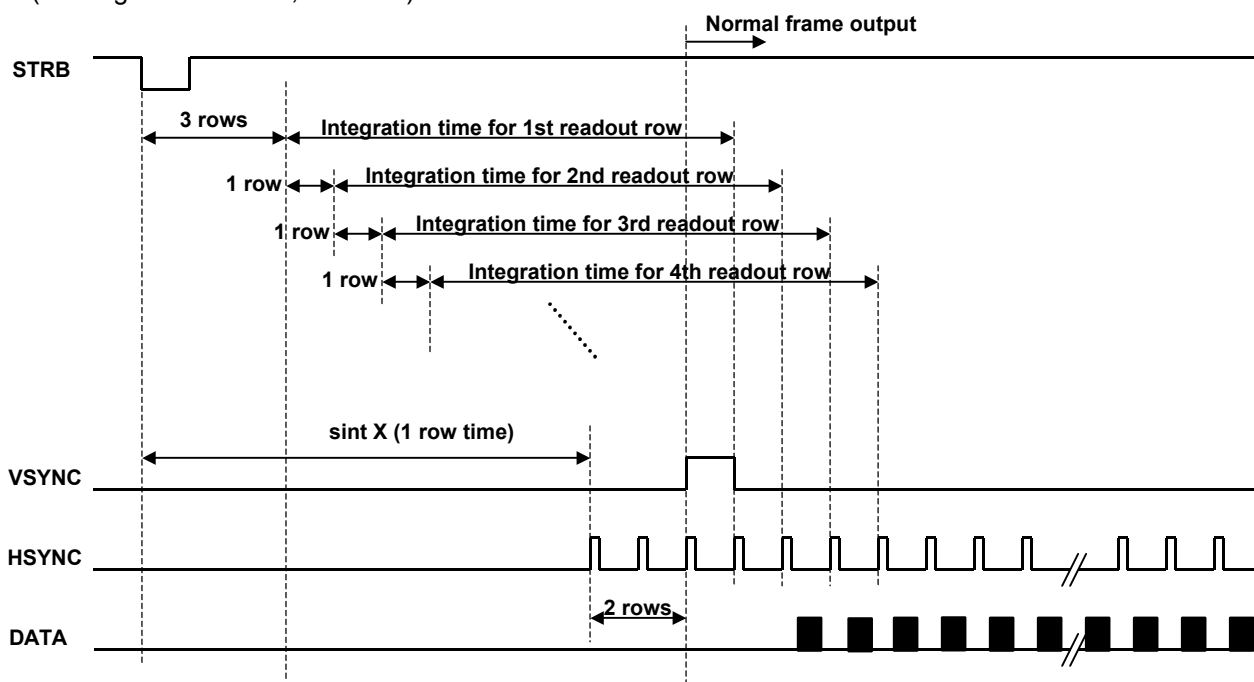 Normal frame output
STRB
3 rows
Integration time for 1st readout row
1 row
Integration time for 2nd readout row
1 row
Integration time for 3rd readout row
1 row
Integration time for 4th readout row
sint X (1 row time)
VSYNC
HSYNC
2 rows
DATA